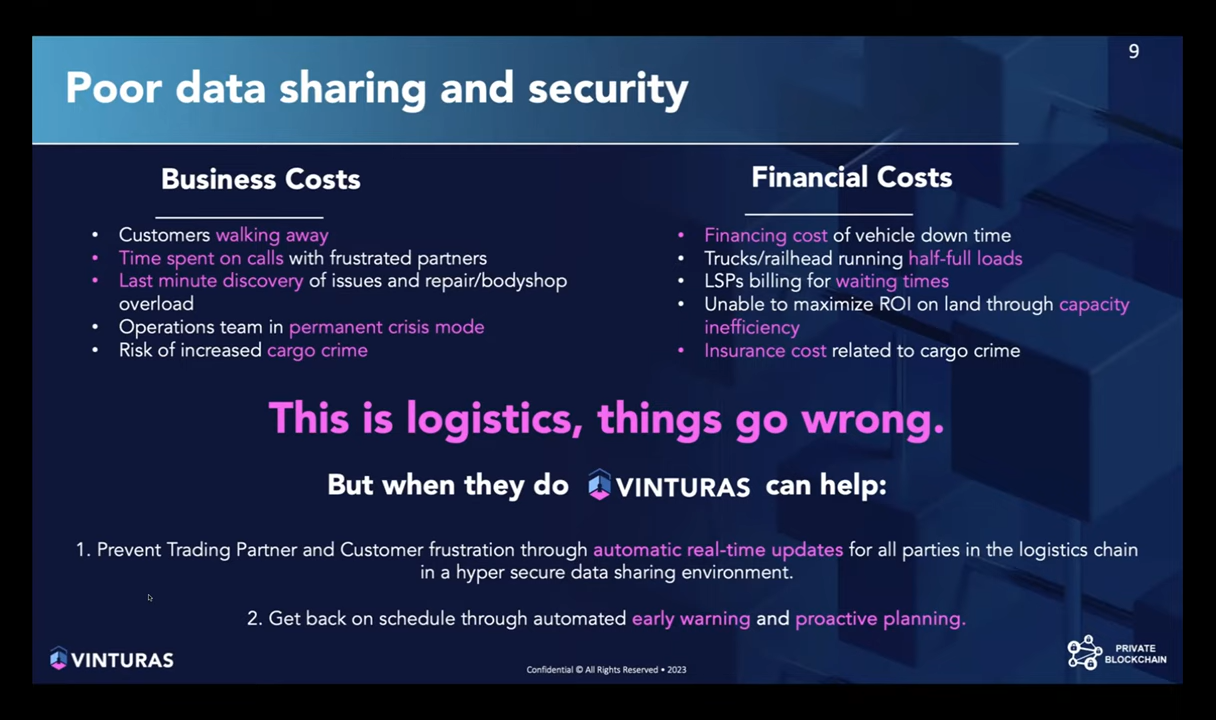 9
Poor data sharing and security
Business Costs
• Customers walking away
• Time spent on calls with frustrated partners
• Last minute discovery of issues and repair/bodyshop
overload
• Operations team in permanent crisis mode
• Risk of increased cargo crime
Financial Costs
• Financing cost of vehicle down time
• Trucks/railhead running half-full loads
• LSPs billing for waiting times
• Unable to maximize ROI on land through capacity
inefficiency
• Insurance cost related to cargo crime
This is logistics, things go wrong.
But when they do VINTURAS can help:
1. Prevent Trading Partner and Customer frustration through automatic real-time updates for all parties in the logistics chain
in a hyper secure data sharing environment.
2. Get back on schedule through automated early warning and proactive planning.
VINTURAS
Confidential © All Rights Reserved • 2023
PRIVATE
BLOCKCHAIN